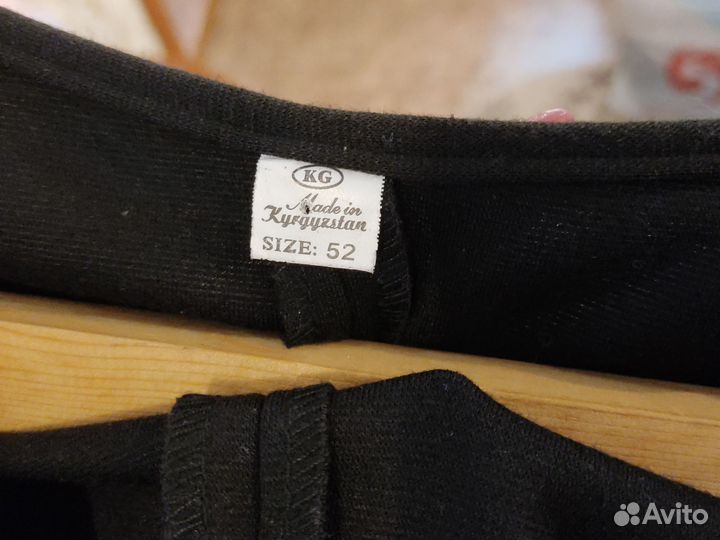 KG
Made in
Kyrgyzstan
SIZE: 52
Avito